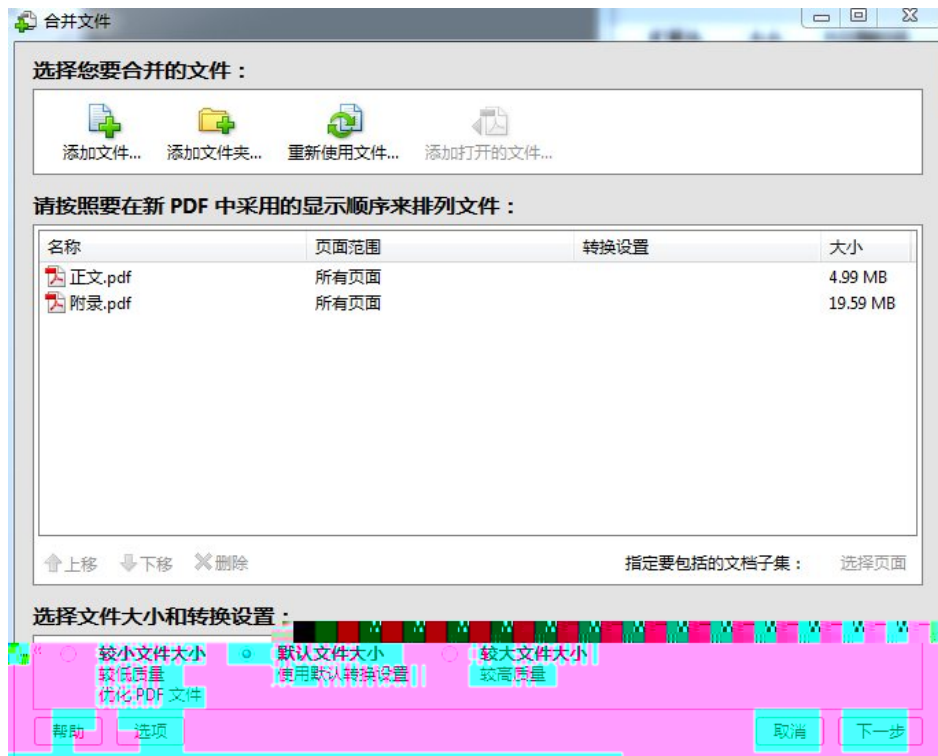 合并文件
选择您要合并的文件：
添加文件... 添加文件夹... 重新使用文件... 添加打开的文件...
请按照要在新 PDF 中采用的显示顺序来排列文件：
名称 页面范围 转换设置 大小
正文.pdf 所有页面 4.99 MB
附录.pdf 所有页面 19.59 MB
上移 下移 删除 指定要包括的文档子集： 选择页面
选择文件大小和转换设置：
较小文件大小 默认文件大小 较大文件大小
较低质量 使用默认转换设置 较高质量
优化 PDF 文件
帮助 选项 取消 下一步